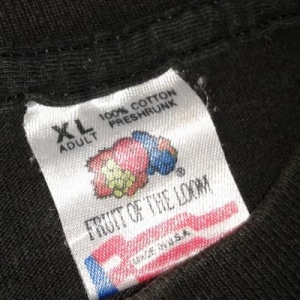 XL
ADULT
100% COTTON
PRESHRUNK
FRUIT OF THE LOOM
MADE IN U.S.A.